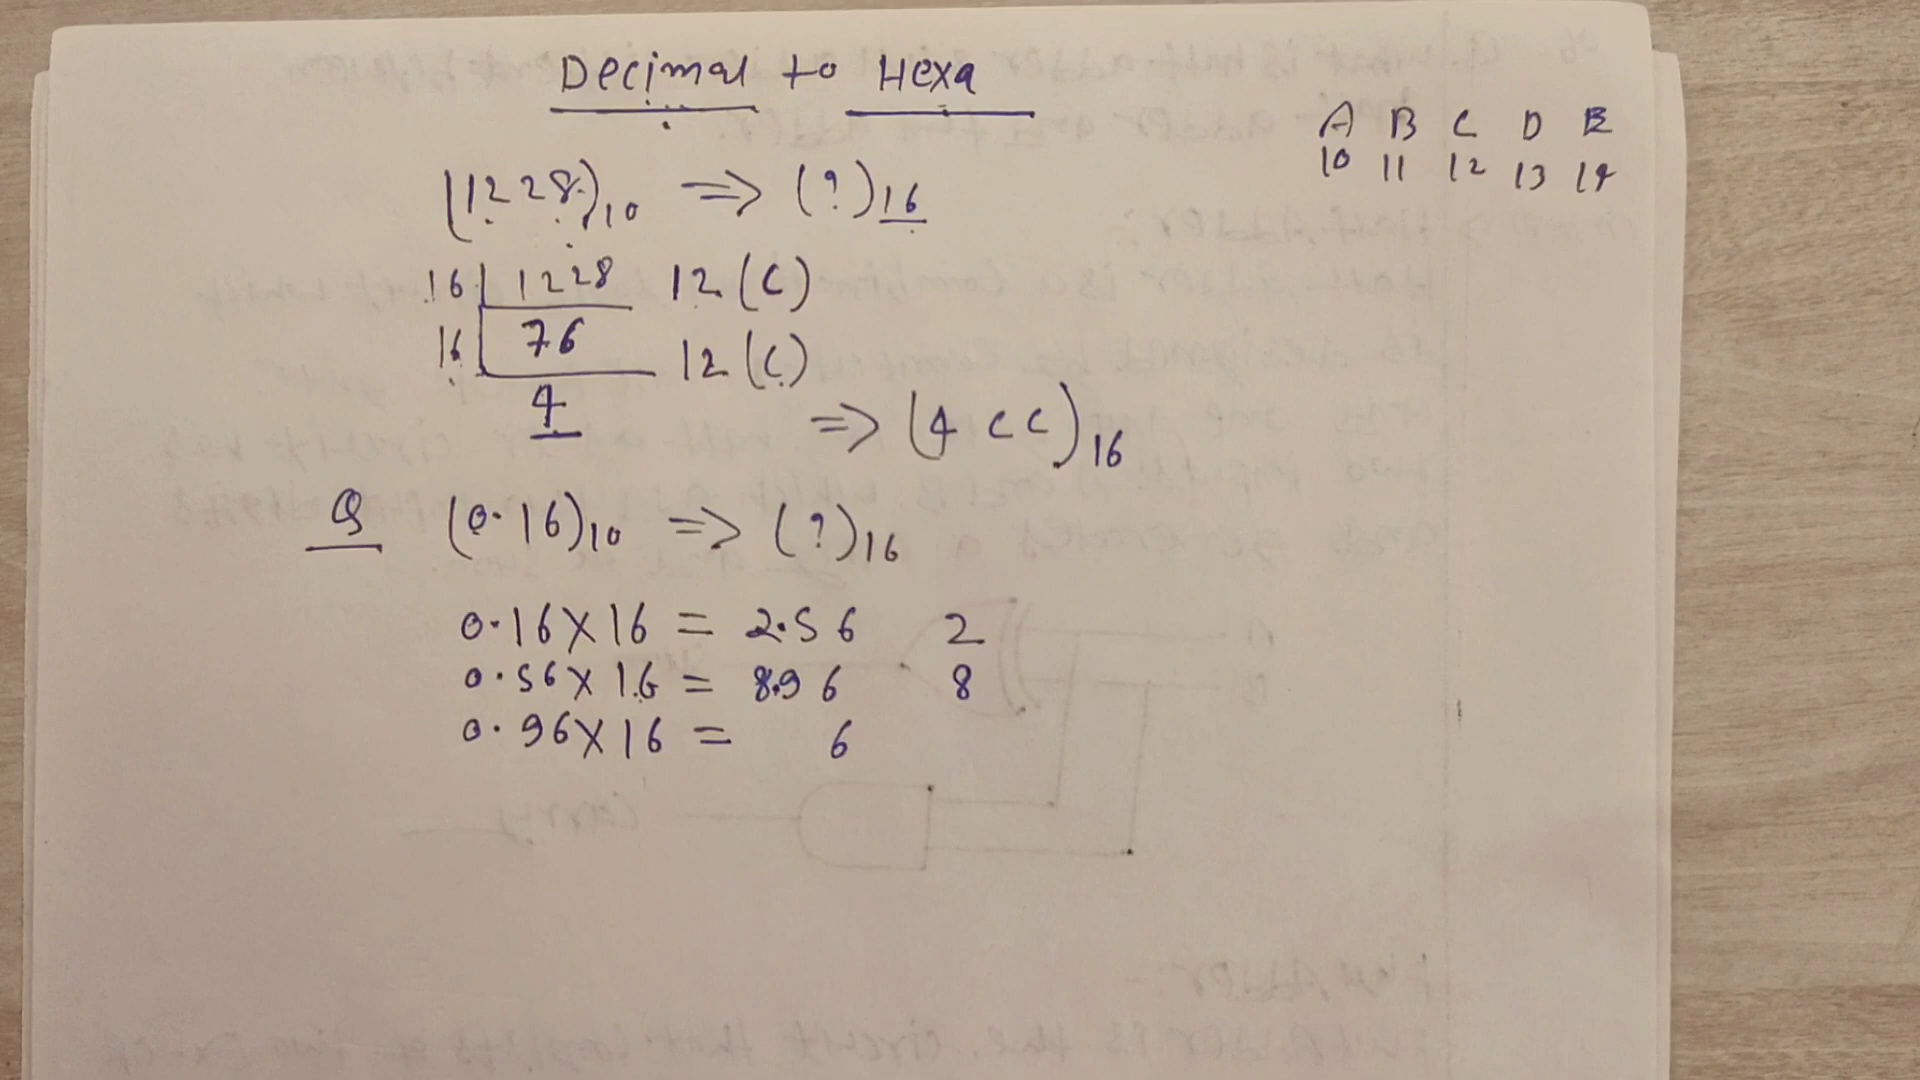 Decimal to Hexa
A B C D E
10 11 12 13 14
(1228)10 => (?)16
16 1228 12 (C)
16 76 12 (C)
4
=> (4 C C)16
Q (0.16)10 => (?)16
0.16 X 16 = 2.56 2
0.56 X 16 = 8.96 8
0.96 X 16 = 6